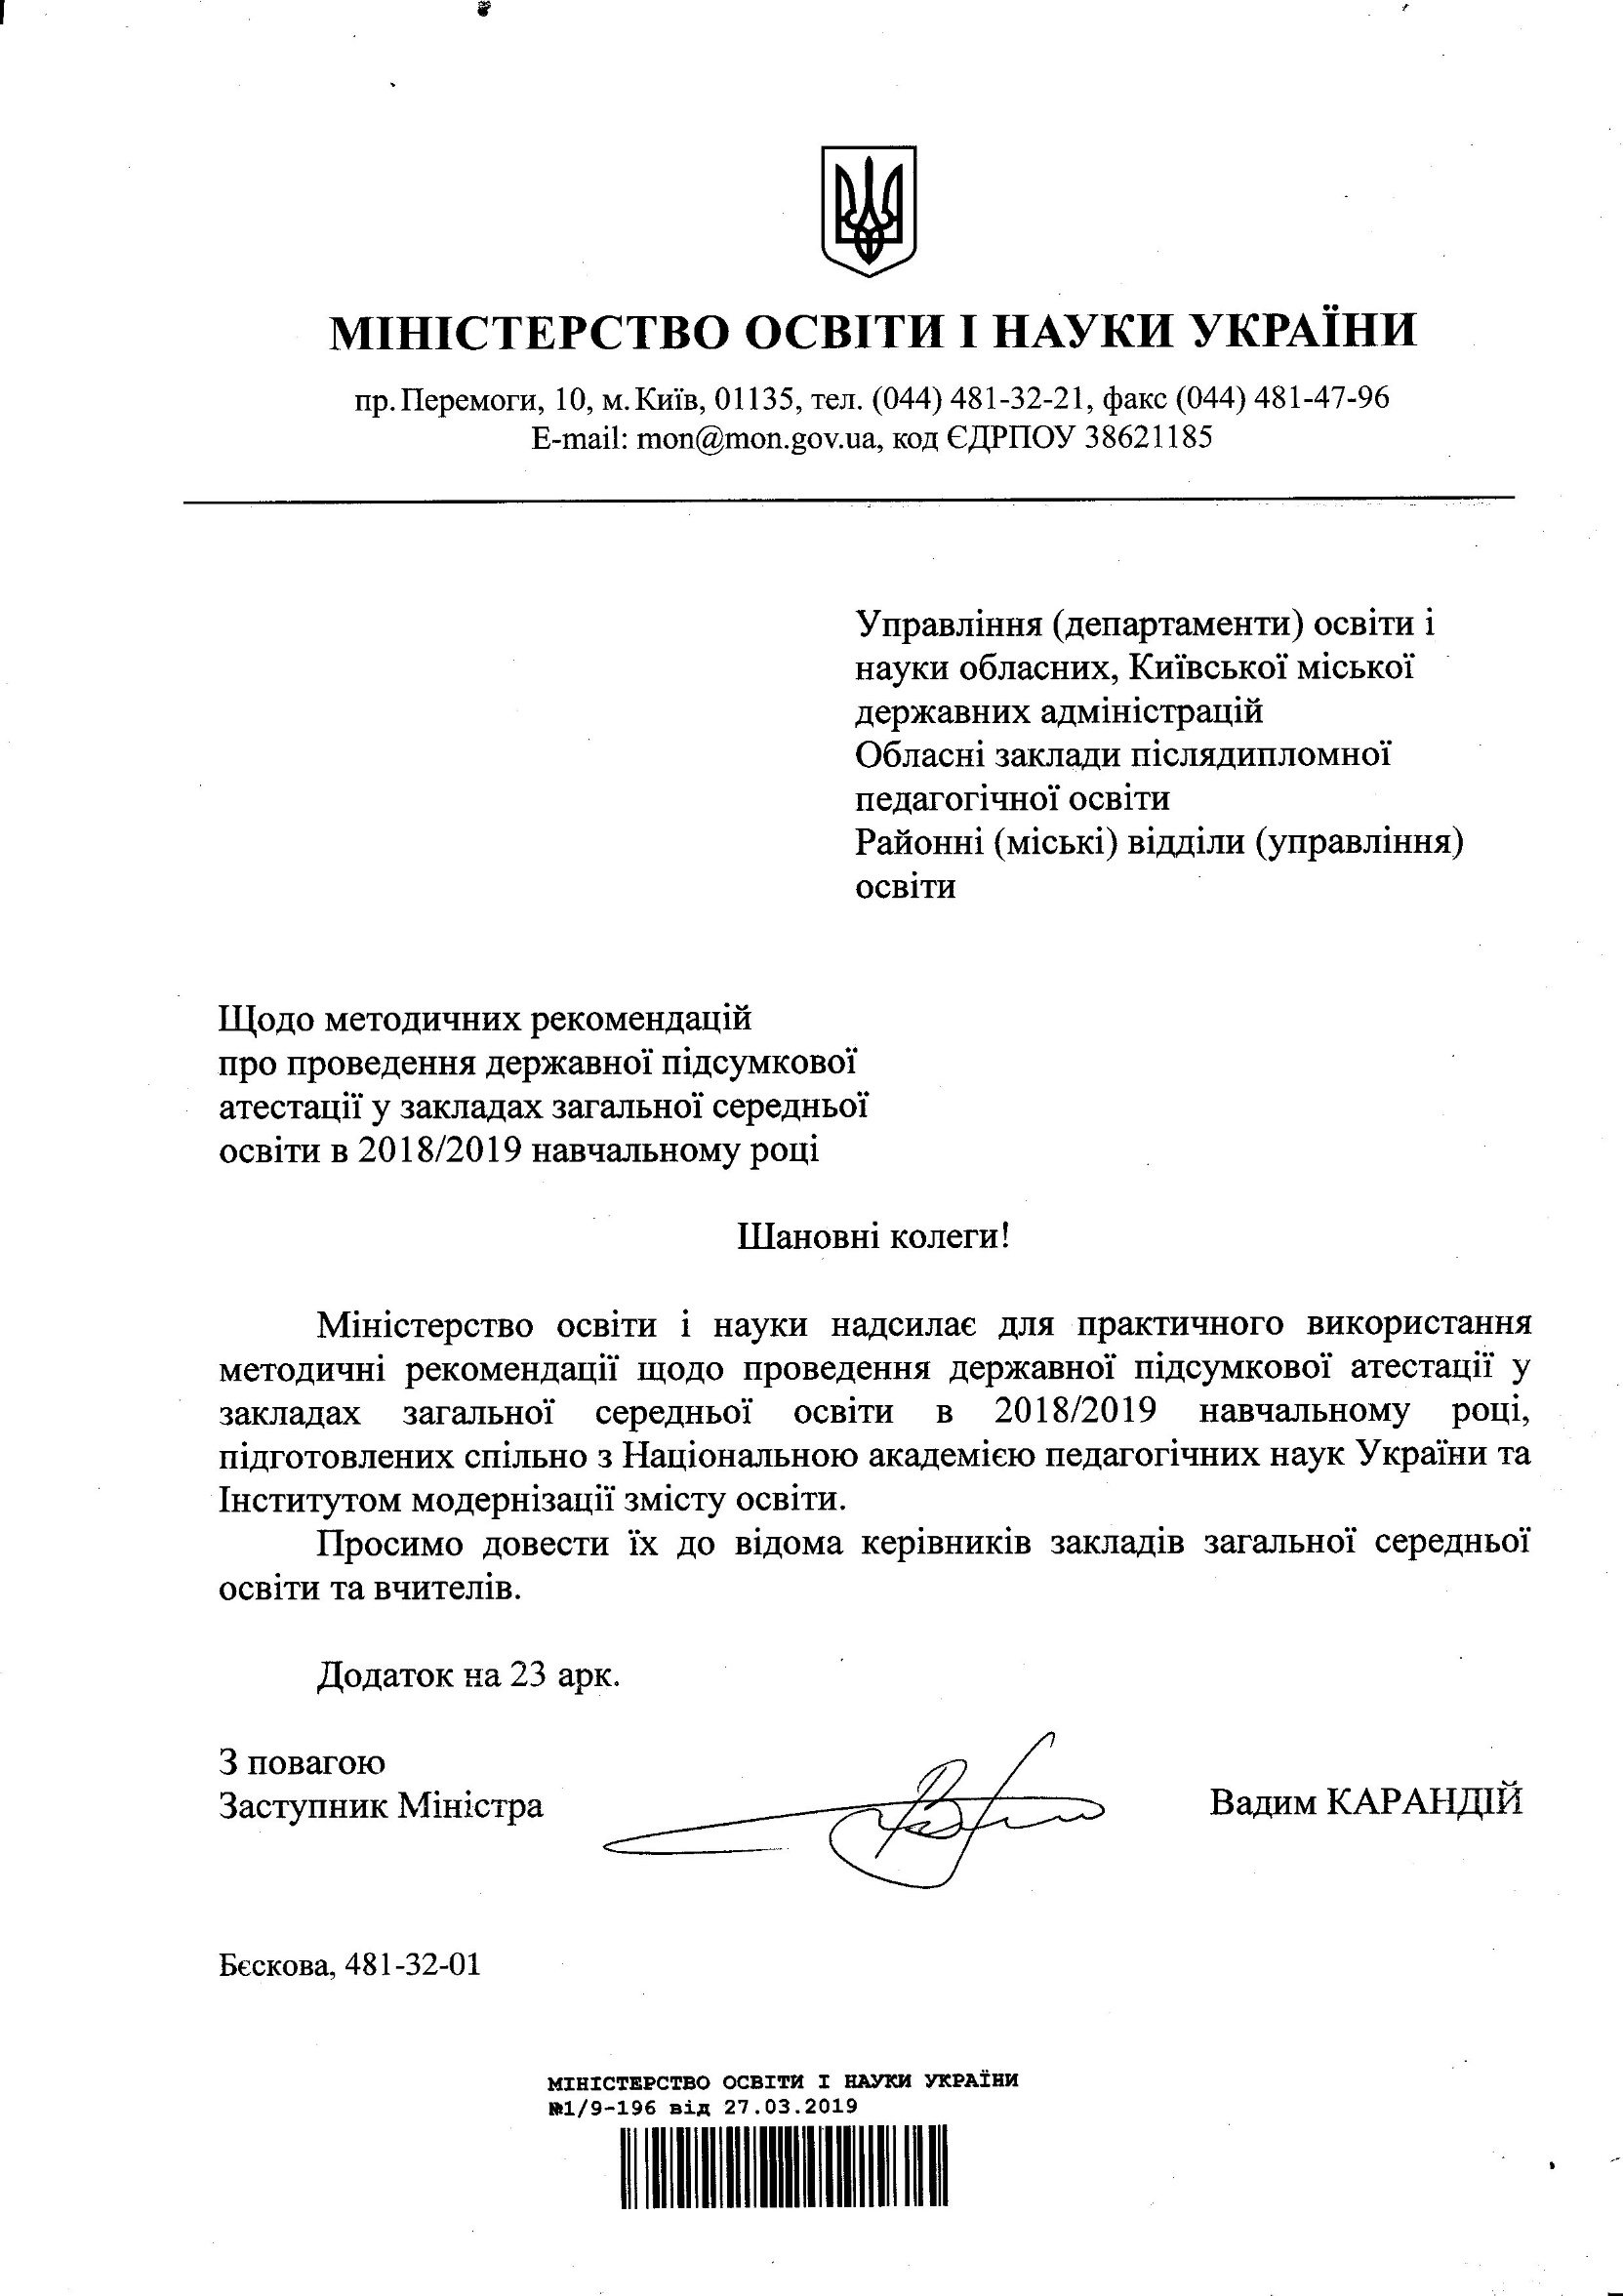 МІНІСТЕРСТВО ОСВІТИ І НАУКИ УКРАЇНИ
пр. Перемоги, 10, м. Київ, 01135, тел. (044) 481-32-21, факс (044) 481-47-96
E-mail: mon@mon.gov.ua, код ЄДРПОУ 38621185
Управління (департаменти) освіти і
науки обласних, Київської міської
державних адміністрацій
Обласні заклади післядипломної
педагогічної освіти
Районні (міські) відділи (управління)
освіти
Щодо методичних рекомендацій
про проведення державної підсумкової
атестації у закладах загальної середньої
освіти в 2018/2019 навчальному році
Шановні колеги!
Міністерство освіти і науки надсилає для практичного використання
методичні рекомендації щодо проведення державної підсумкової атестації у
закладах загальної середньої освіти в 2018/2019 навчальному році,
підготовлених спільно з Національною академією педагогічних наук України та
Інститутом модернізації змісту освіти.
Просимо довести їх до відома керівників закладів загальної середньої
освіти та вчителів.
Додаток на 23 арк.
З повагою
Заступник Міністра
Вадим КАРАНДІЙ
Бєскова, 481-32-01
МІНІСТЕРСТВО ОСВІТИ І НАУКИ УКРАЇНИ
№1/9-196 від 27.03.2019